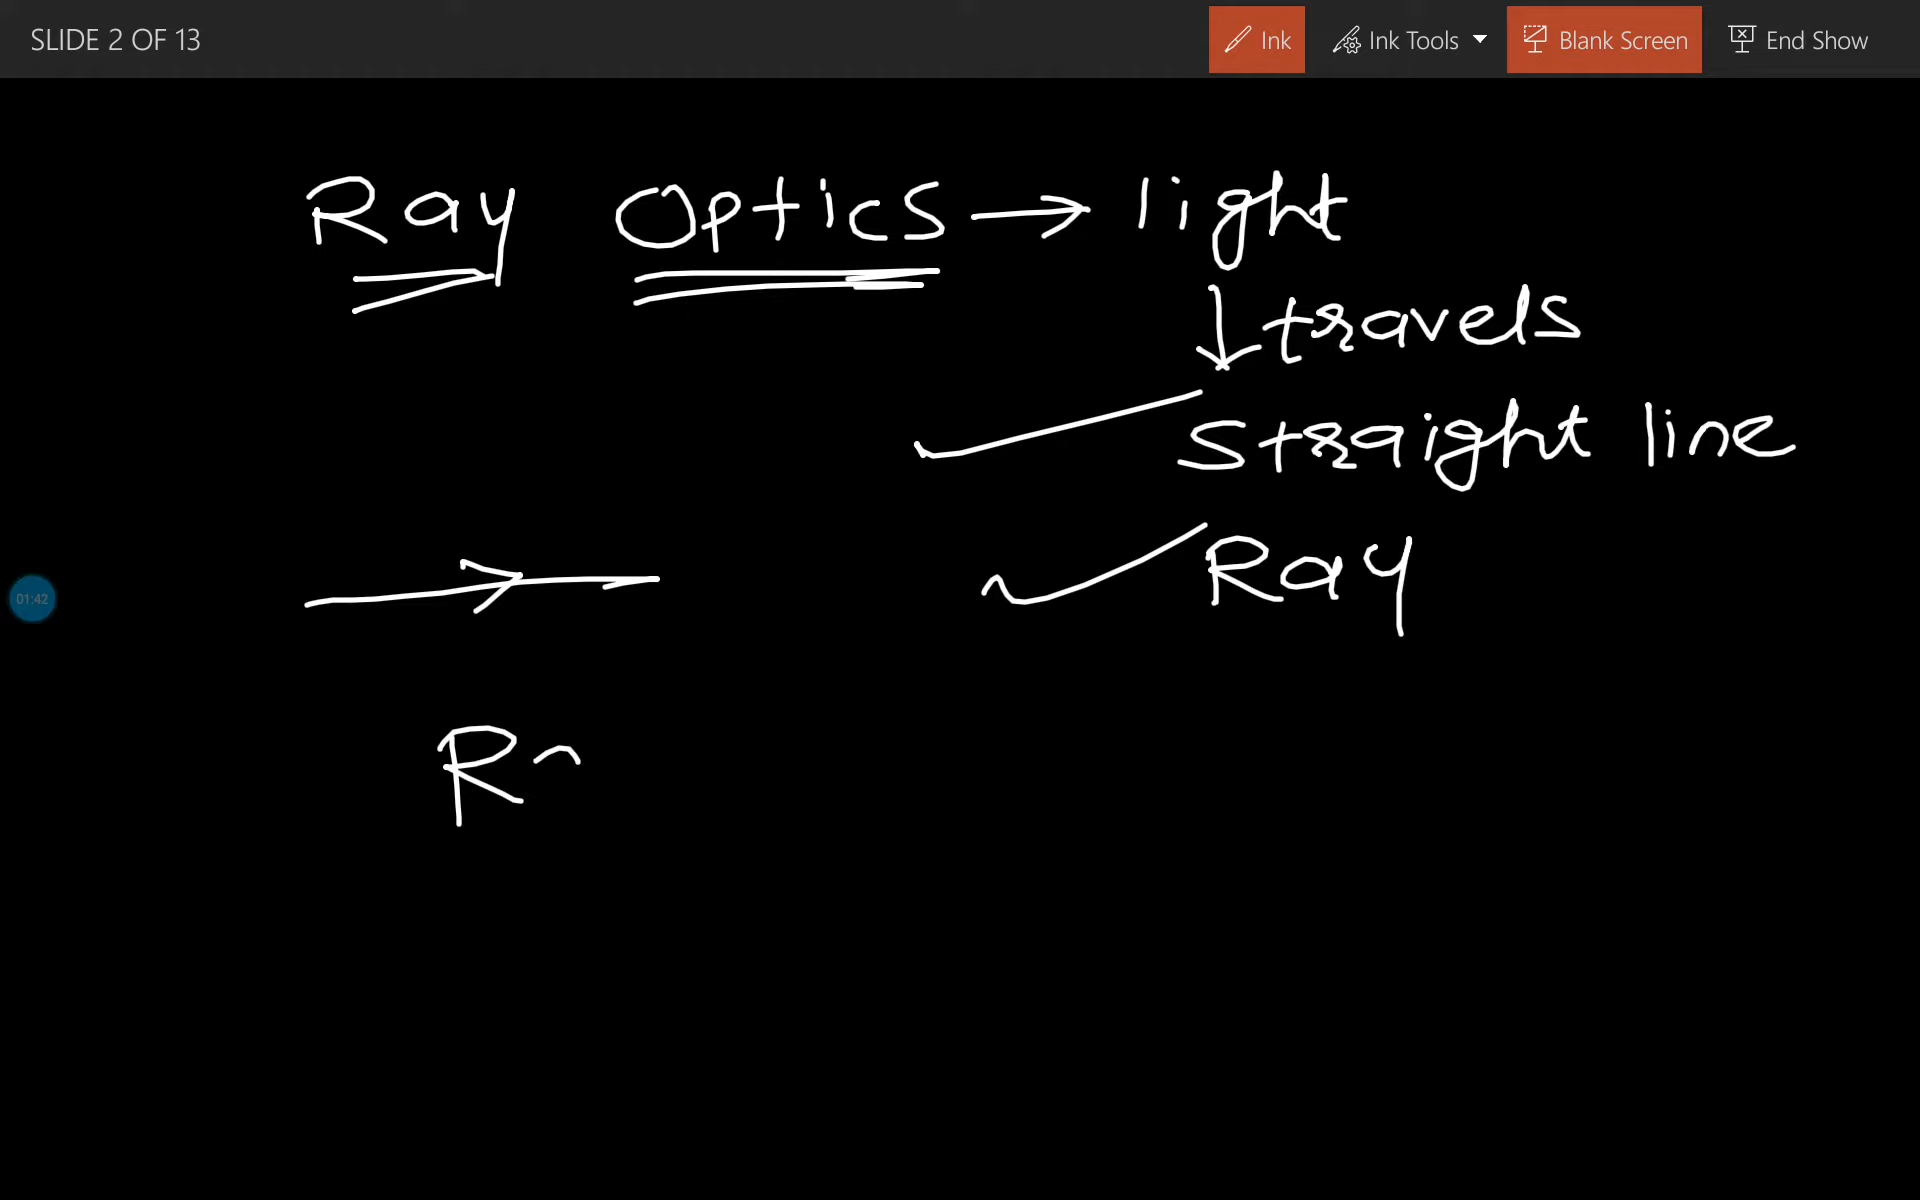 SLIDE 2 OF 13 Ink Ink Tools Blank Screen End Show
Ray Optics → light
↓ travels
straight line
Ray
01:42
R